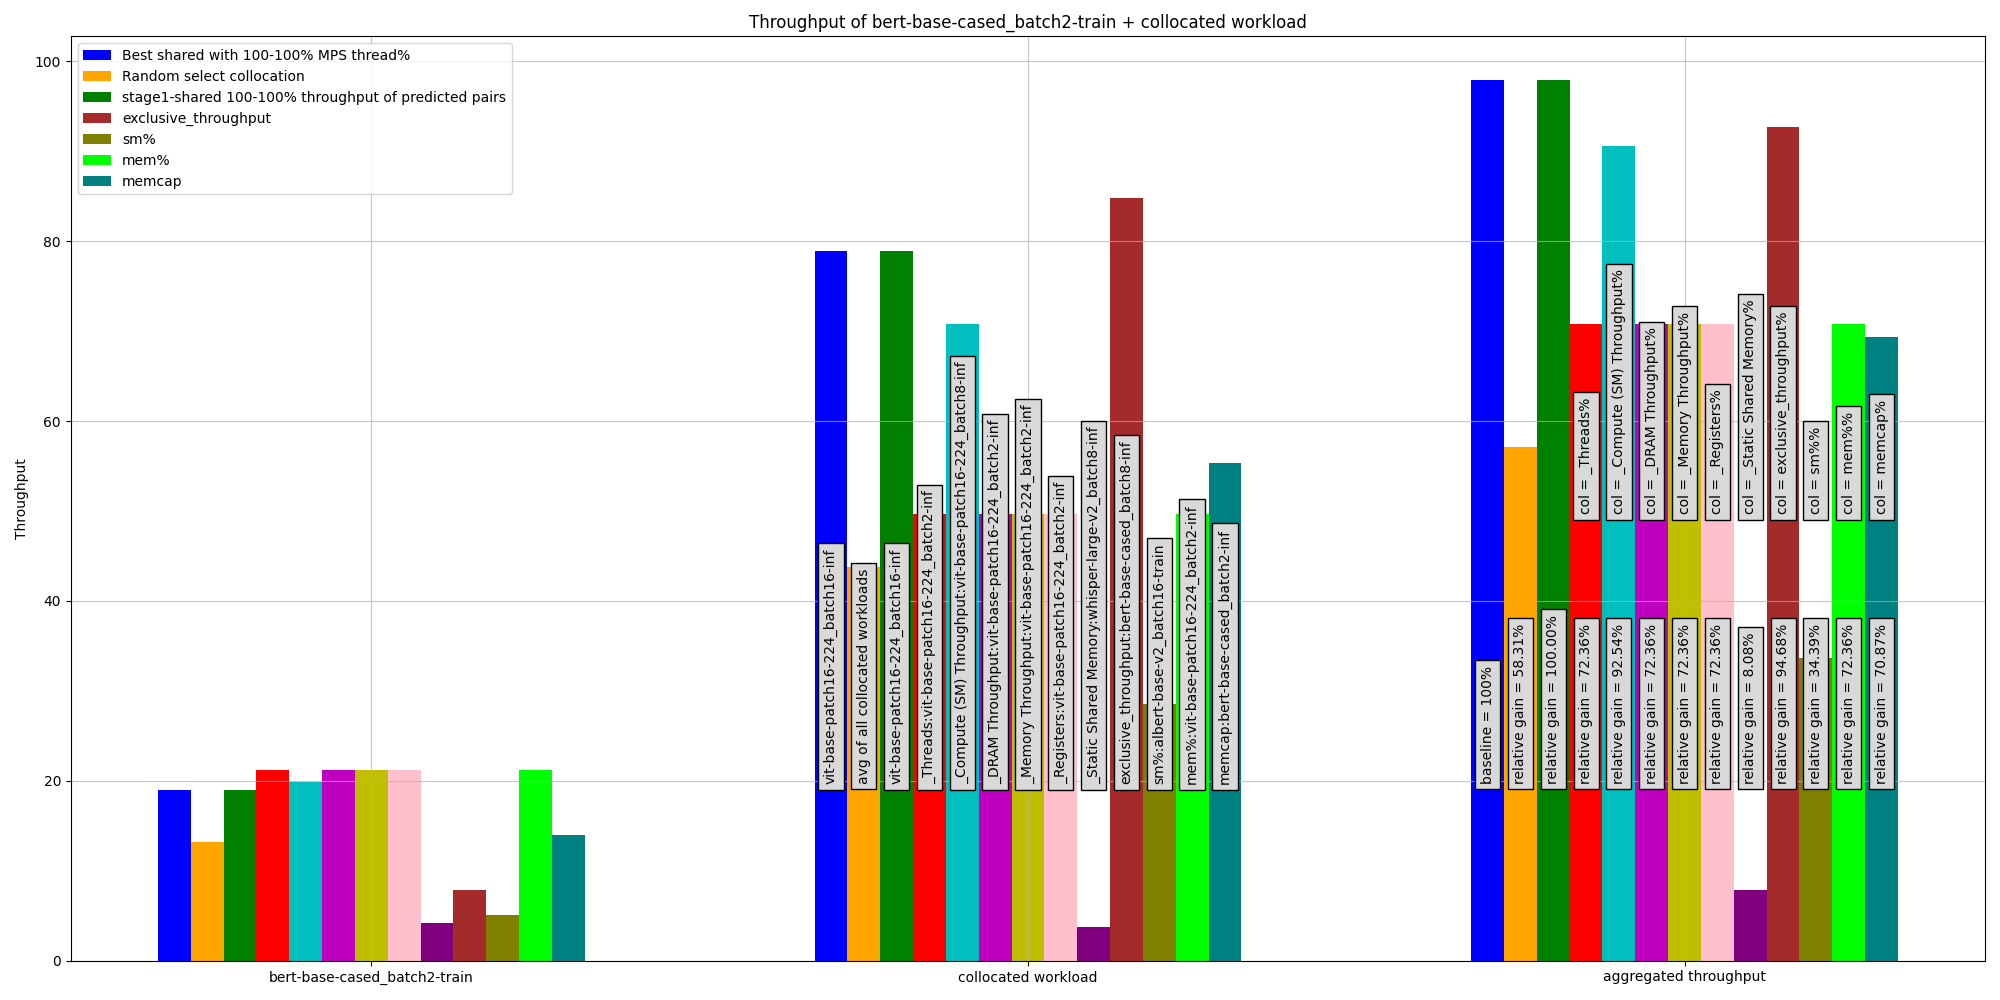 Throughput of bert-base-cased_batch2-train + collocated workload
Best shared with 100-100% MPS thread%
Random select collocation
stage1-shared 100-100% throughput of predicted pairs
exclusive_throughput
sm%
mem%
memcap
Throughput
100
80
60
40
20
0
vit-base-patch16-224_batch16-inf
avg of all collocated workloads
vit-base-patch16-224_batch16-inf
_Threads:vit-base-patch16-224_batch2-inf
_Compute (SM) Throughput:vit-base-patch16-224_batch8-inf
_DRAM Throughput:vit-base-patch16-224_batch2-inf
_Memory Throughput:vit-base-patch16-224_batch2-inf
_Registers:vit-base-patch16-224_batch2-inf
_Static Shared Memory:whisper-large-v2_batch8-inf
exclusive_throughput:bert-base-cased_batch8-inf
sm%:albert-base-v2_batch16-train
mem%:vit-base-patch16-224_batch2-inf
memcap:bert-base-cased_batch2-inf
col = _Threads%
col = _Compute (SM) Throughput%
col = _DRAM Throughput%
col = _Memory Throughput%
col = _Registers%
col = _Static Shared Memory%
col = exclusive_throughput%
col = sm%%
col = mem%%
col = memcap%
baseline = 100%
relative gain = 58.31%
relative gain = 100.00%
relative gain = 72.36%
relative gain = 92.54%
relative gain = 72.36%
relative gain = 72.36%
relative gain = 72.36%
relative gain = 8.08%
relative gain = 94.68%
relative gain = 34.39%
relative gain = 72.36%
relative gain = 70.87%
bert-base-cased_batch2-train
collocated workload
aggregated throughput